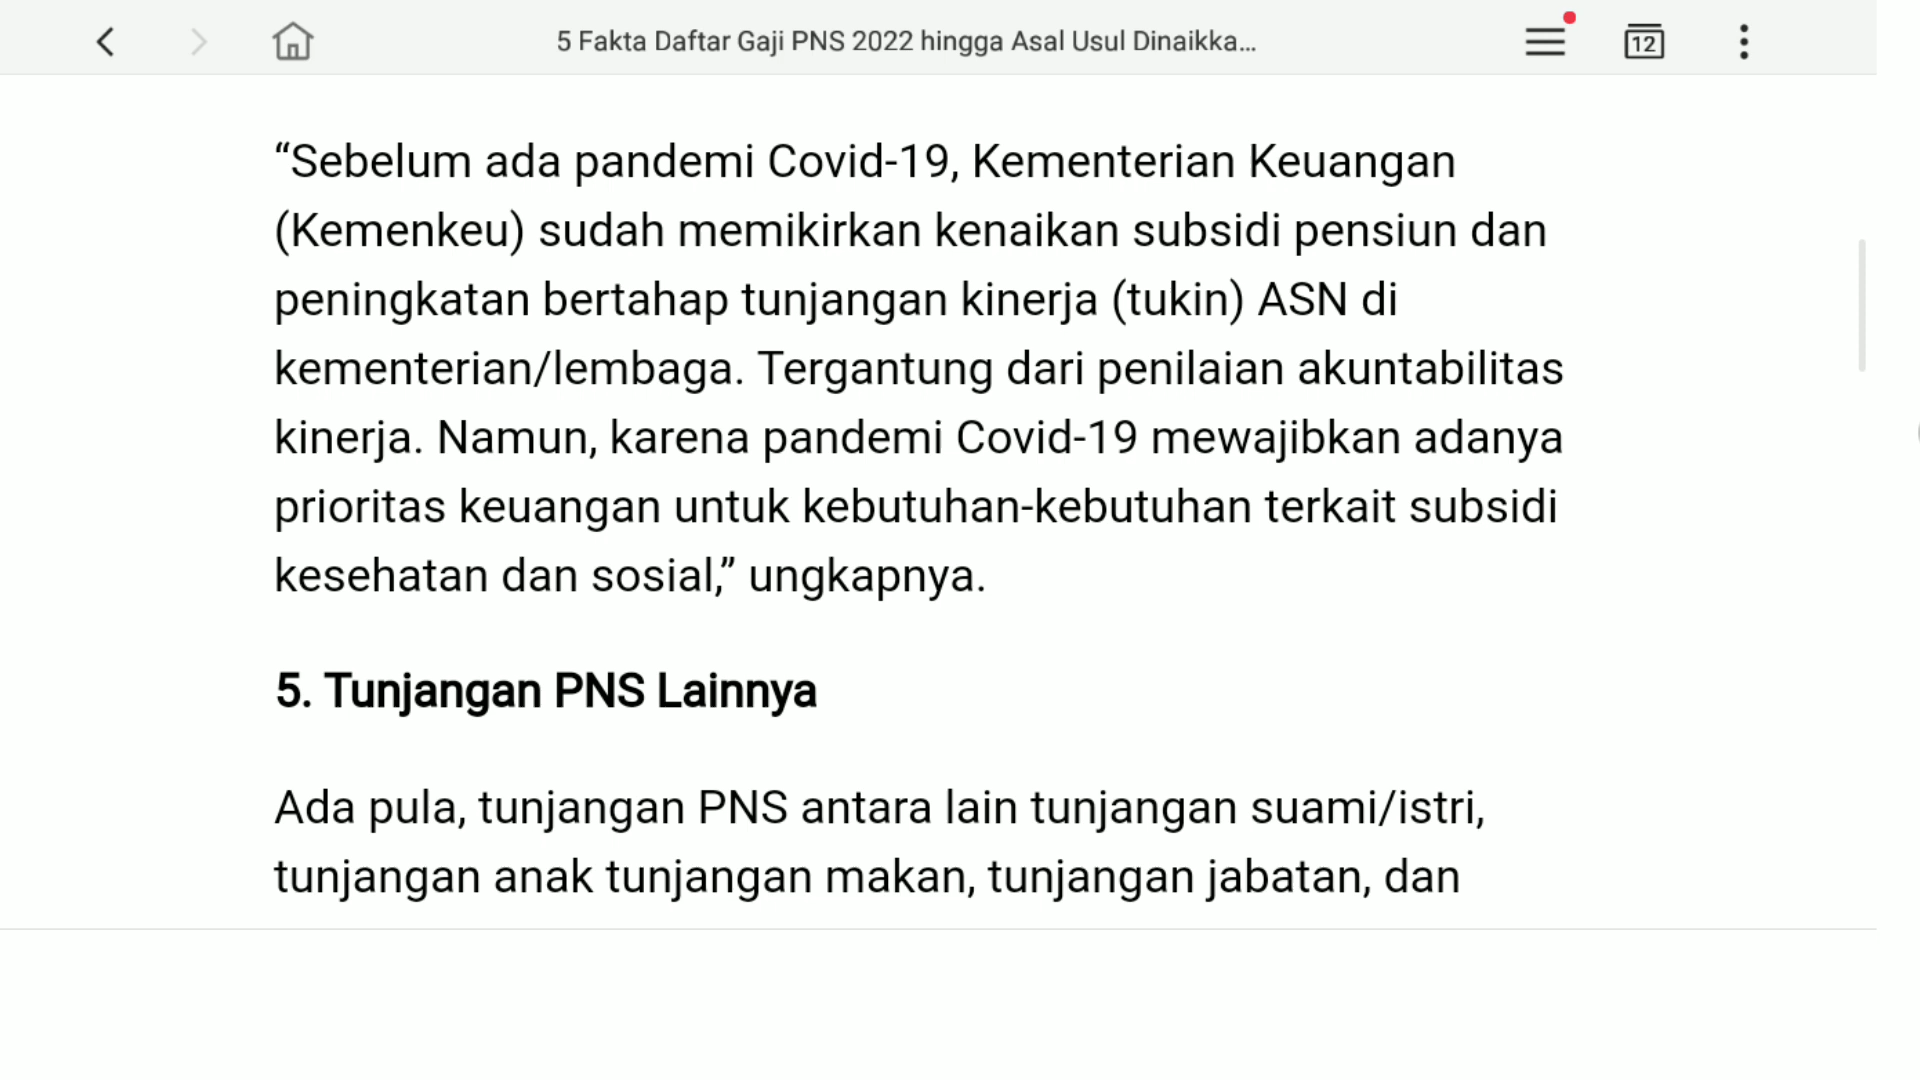 5 Fakta Daftar Gaji PNS 2022 hingga Asal Usul Dinaikka...
12
“Sebelum ada pandemi Covid-19, Kementerian Keuangan
(Kemenkeu) sudah memikirkan kenaikan subsidi pensiun dan
peningkatan bertahap tunjangan kinerja (tukin) ASN di
kementerian/lembaga. Tergantung dari penilaian akuntabilitas
kinerja. Namun, karena pandemi Covid-19 mewajibkan adanya
prioritas keuangan untuk kebutuhan-kebutuhan terkait subsidi
kesehatan dan sosial,” ungkapnya.
5. Tunjangan PNS Lainnya
Ada pula, tunjangan PNS antara lain tunjangan suami/istri,
tunjangan anak tunjangan makan, tunjangan jabatan, dan